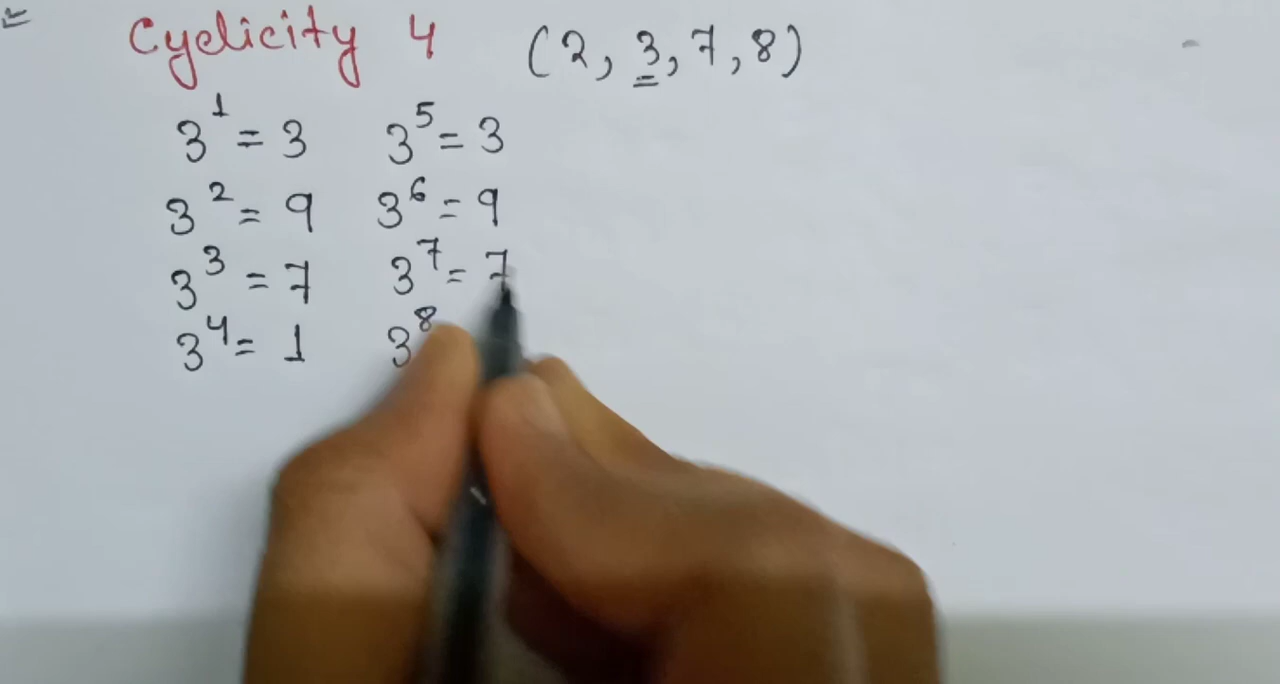 Cyclicity 4 (2, 3, 7, 8)
3¹ = 3 3⁵ = 3
3² = 9 3⁶ = 9
3³ = 7 3⁷ = 7
3⁴ = 1 3⁸